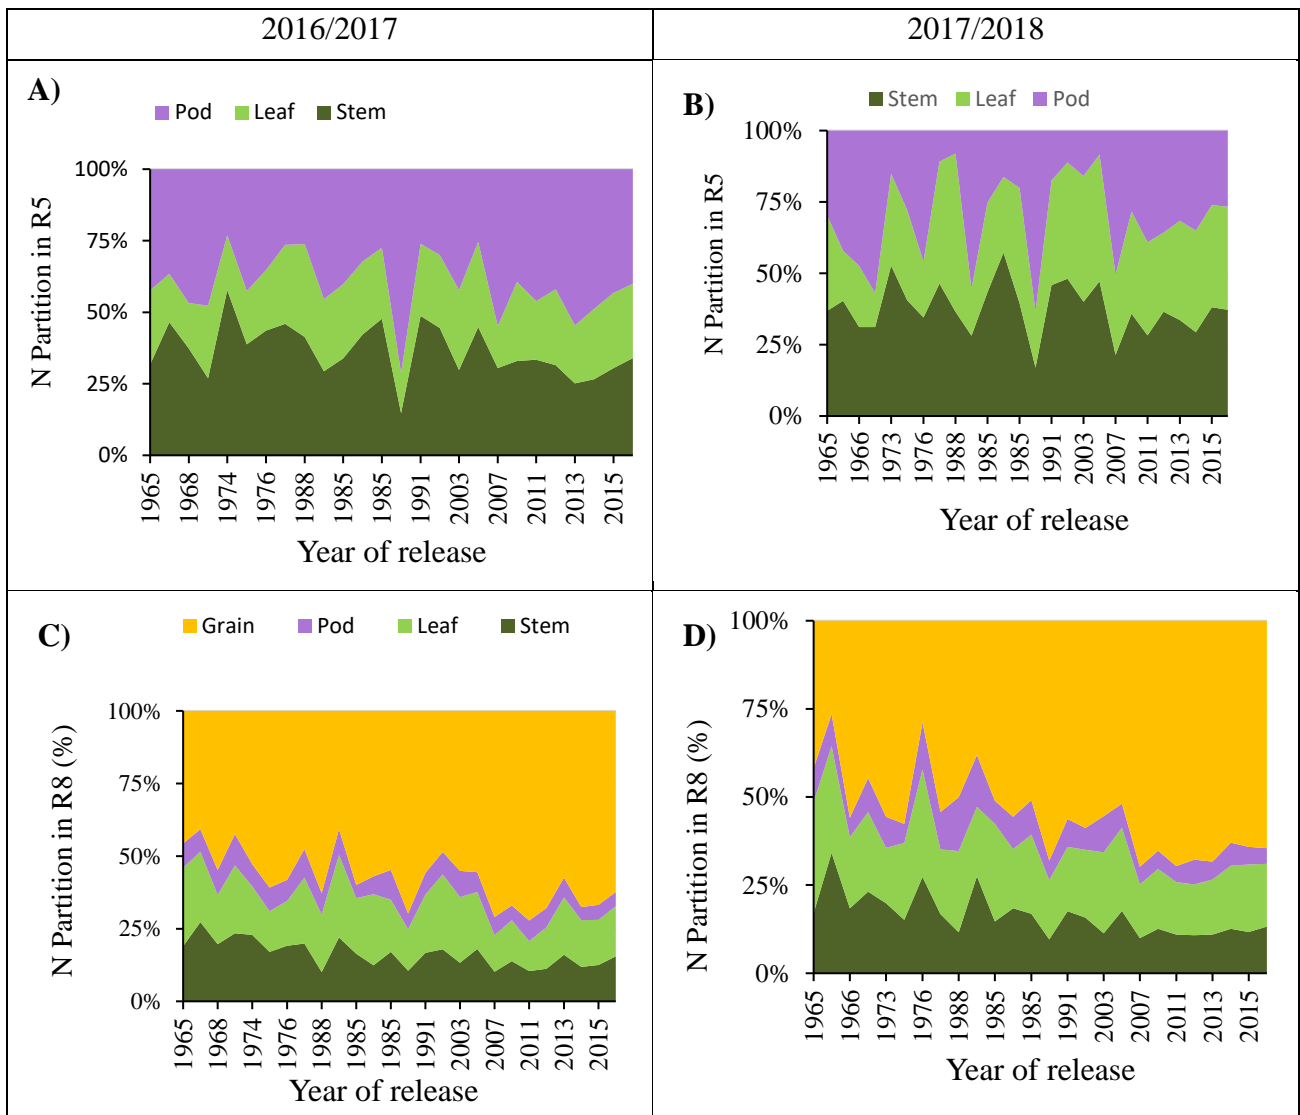 2016/2017
2017/2018
A)
Pod Leaf Stem
N Partition in R5
100%
75%
50%
25%
0%
1965 1968 1974 1976 1988 1985 1985 1991 2003 2007 2011 2013 2015
Year of release
B)
Stem Leaf Pod
N Partition in R5
100%
75%
50%
25%
0%
1965 1966 1973 1976 1988 1985 1985 1991 2003 2007 2011 2013 2015
Year of release
C)
Grain Pod Leaf Stem
N Partition in R8 (%)
100%
75%
50%
25%
0%
1965 1968 1974 1976 1988 1985 1985 1991 2003 2007 2011 2013 2015
Year of release
D)
N Partition in R8 (%)
100%
75%
50%
25%
0%
1965 1966 1973 1976 1988 1985 1985 1991 2003 2007 2011 2013 2015
Year of release